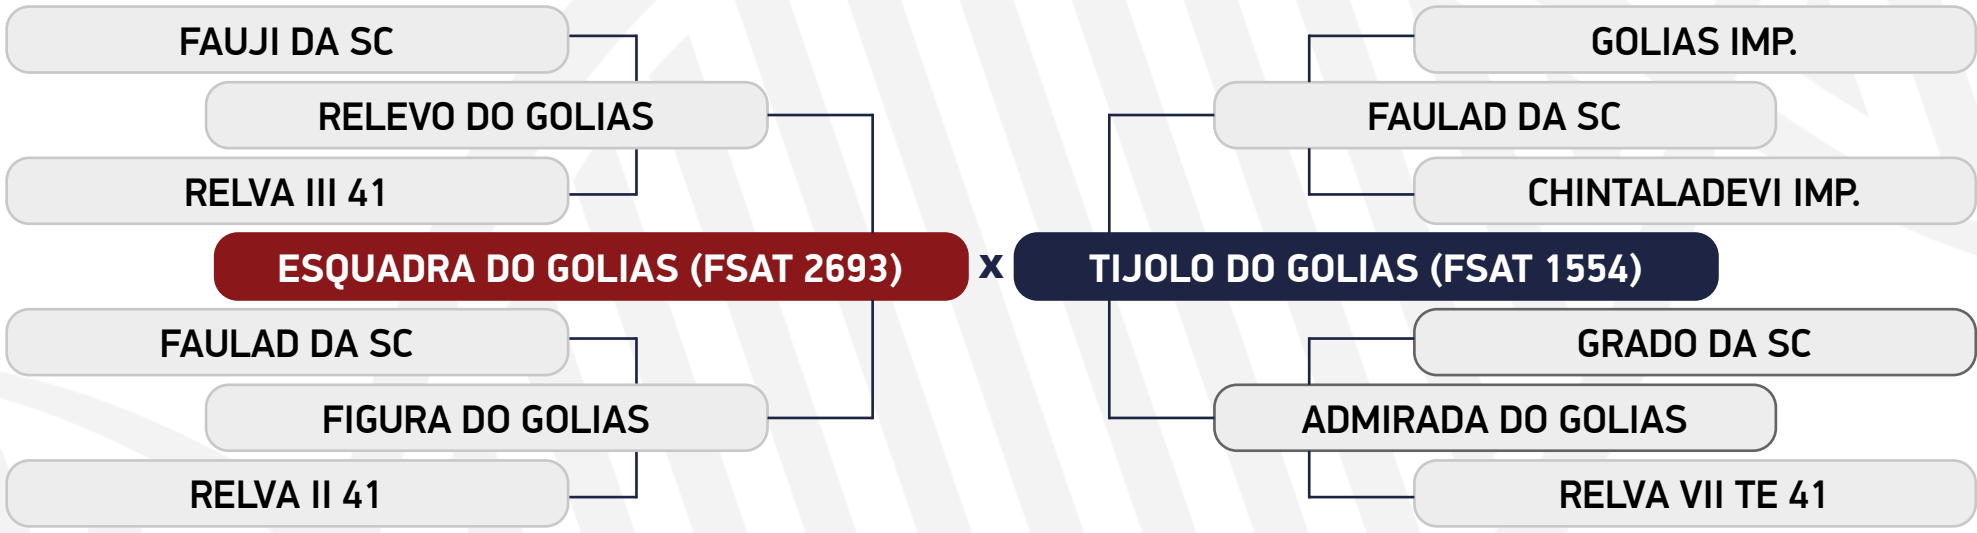 FAUJI DA SC
RELEVO DO GOLIAS
RELVA III 41
ESQUADRA DO GOLIAS (FSAT 2693)
FAULAD DA SC
FIGURA DO GOLIAS
RELVA II 41
x
GOLIAS IMP.
FAULAD DA SC
CHINTALADEVI IMP.
TIJOLO DO GOLIAS (FSAT 1554)
GRADO DA SC
ADMIRADA DO GOLIAS
RELVA VII TE 41